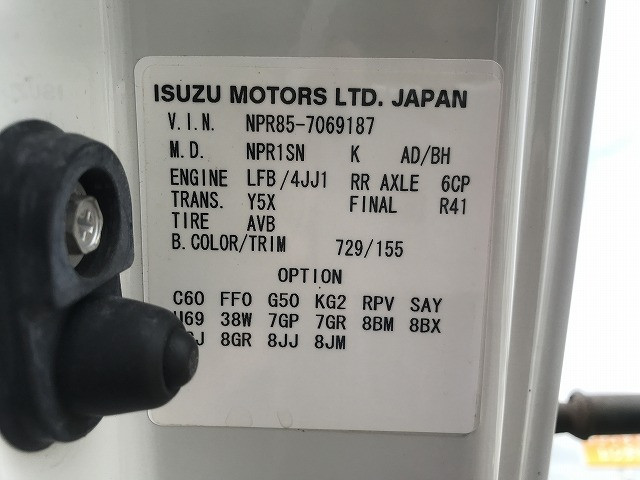 ISUZU MOTORS LTD. JAPAN
V.I.N. NPR85-7069187
M.D. NPR1SN K AD/BH
ENGINE LFB/4JJ1 RR AXLE 6CP
TRANS. Y5X FINAL R41
TIRE AVB
B.COLOR/TRIM 729/155
OPTION
C60 FF0 G50 KG2 RPV SAY
38W 7GP 7GR 8BM 8BX
8GR 8JJ 8JM